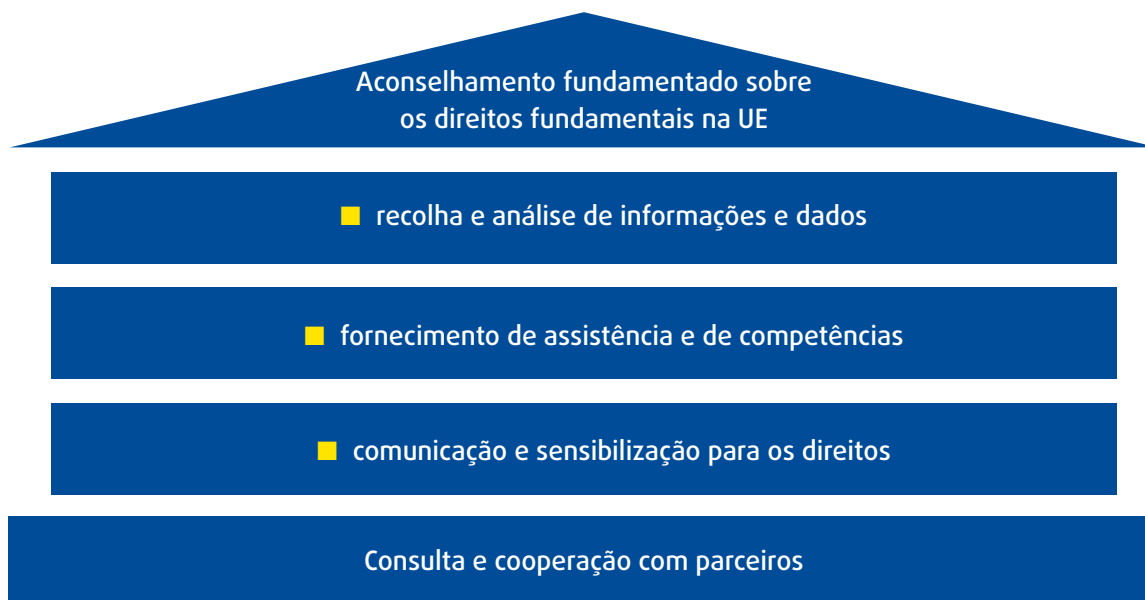 Aconselhamento fundamentado sobre
os direitos fundamentais na UE
recolha e análise de informações e dados
fornecimento de assistência e de competências
comunicação e sensibilização para os direitos
Consulta e cooperação com parceiros